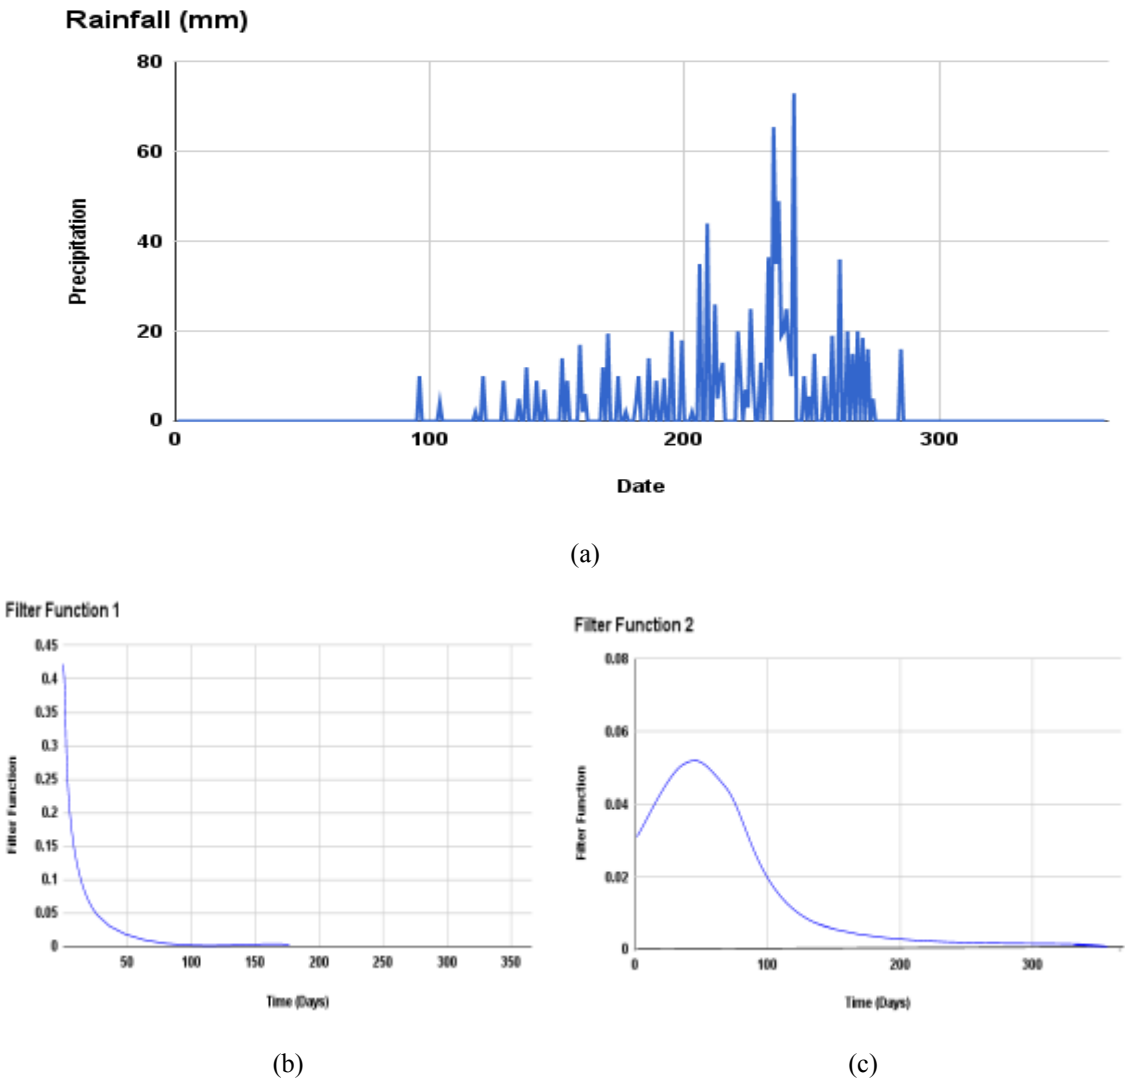 Rainfall (mm)
80
60
40
20
0
Precipitation
0 100 200 300
Date
(a)
Filter Function 1
0.45
0.4
0.35
0.3
0.25
0.2
0.15
0.1
0.05
0
Filter Function
50 100 150 200 250 300 350
Time (Days)
(b)
Filter Function 2
0.08
0.06
0.04
0.02
0
Filter Function
0 100 200 300
Time (Days)
(c)